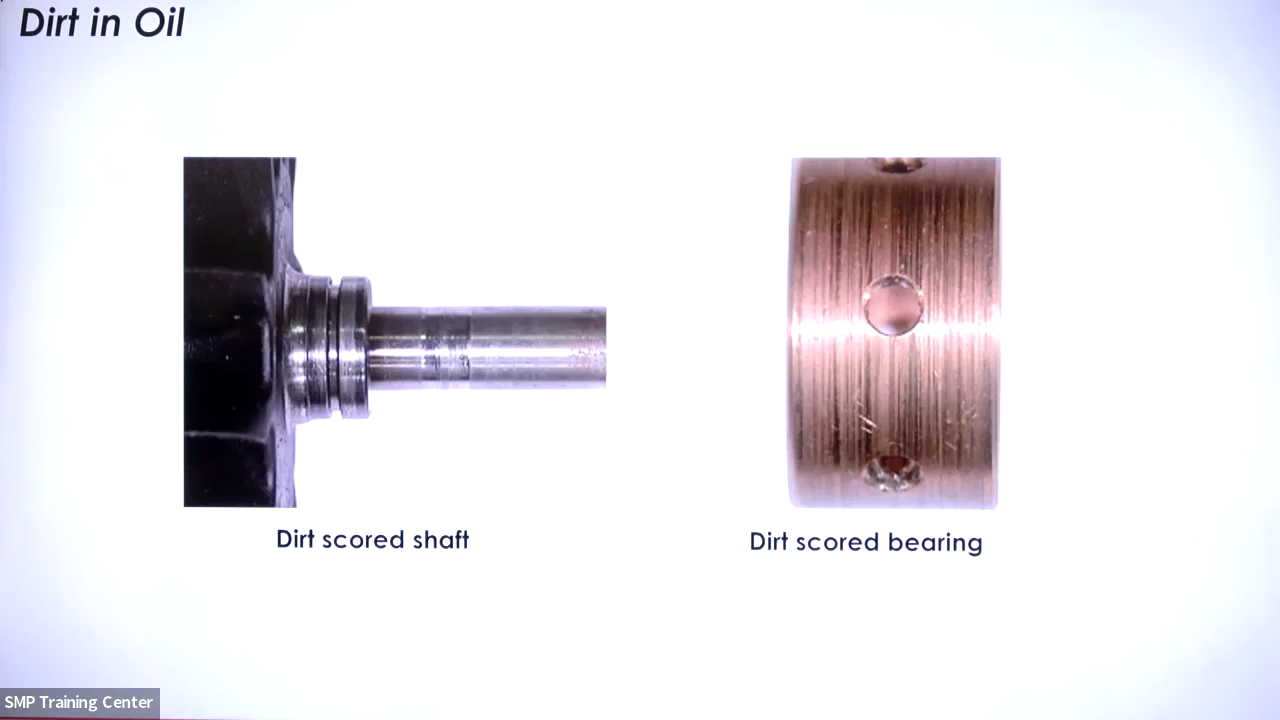 Dirt in Oil
Dirt scored shaft
Dirt scored bearing
SMP Training Center